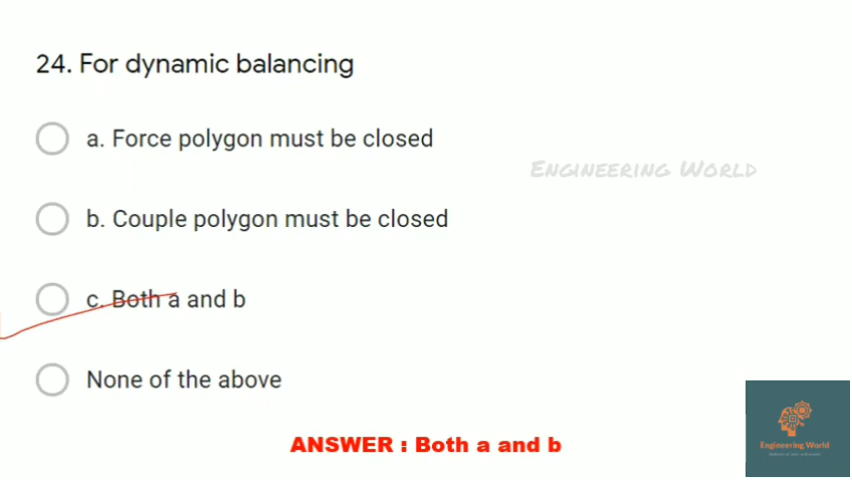 24. For dynamic balancing
a. Force polygon must be closed
ENGINEERING WORLD
b. Couple polygon must be closed
c. Both a and b
None of the above
ANSWER : Both a and b
Engineering World